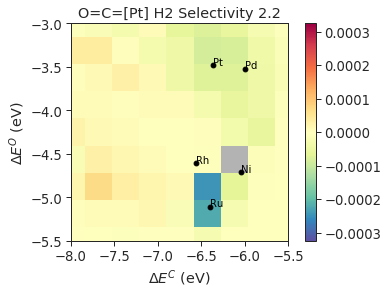 O=C=[Pt] H2 Selectivity 2.2
−3.0
−3.5
−4.0
−4.5
−5.0
−5.5
ΔE^O (eV)
Pt
Pd
Rh
Ni
Ru
−8.0 −7.5 −7.0 −6.5 −6.0 −5.5
ΔE^C (eV)
0.0003
0.0002
0.0001
0.0000
−0.0001
−0.0002
−0.0003